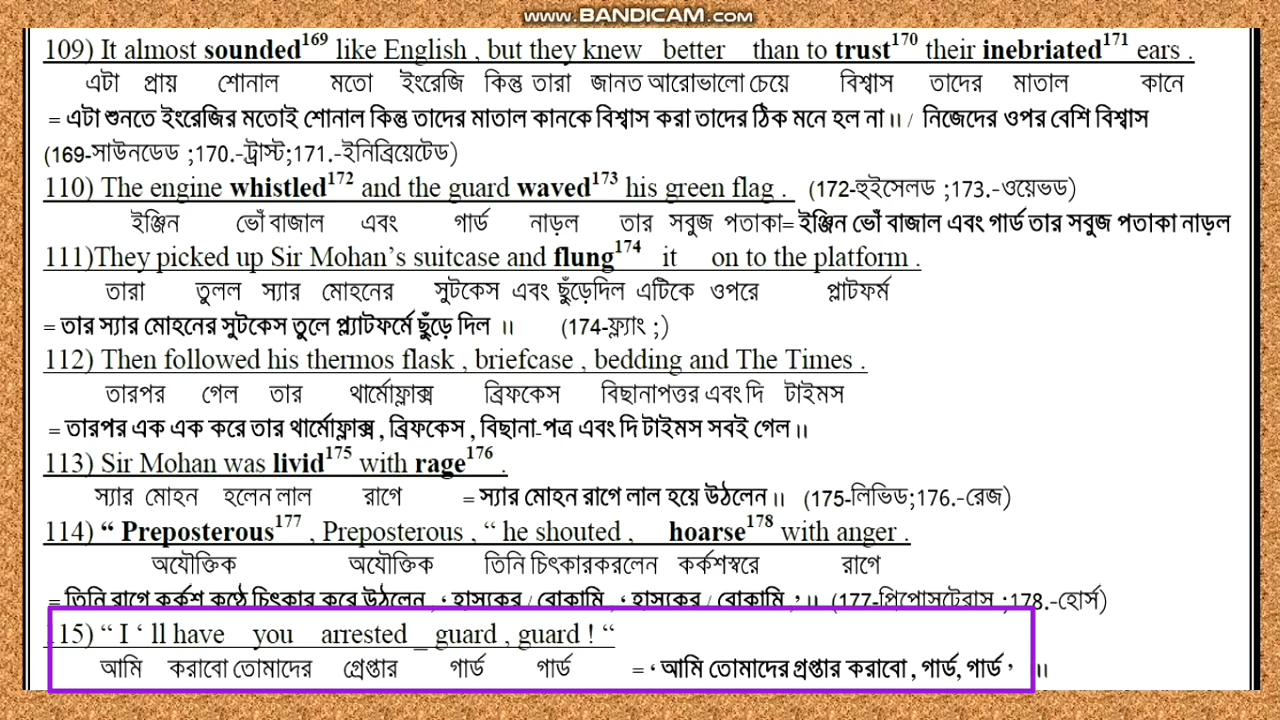 www.BANDICAM.com
109) It almost sounded169 like English , but they knew better than to trust170 their inebriated171 ears .
এটা প্রায় শোনাল মতো ইংরেজি কিন্তু তারা জানত আরোভালো চেয়ে বিশ্বাস তাদের মাতাল কানে
= এটা শুনতে ইংরেজির মতোই শোনাল কিন্তু তাদের মাতাল কানকে বিশ্বাস করা তাদের ঠিক মনে হল না।। / নিজেদের ওপর বেশি বিশ্বাস
(169-সাউনডেড ;170.-ট্রাস্ট;171.-ইনিব্রিয়েটেড)
110) The engine whistled172 and the guard waved173 his green flag . (172-হুইসেলড ;173.-ওয়েভড)
ইঞ্জিন ভোঁ বাজাল এবং গার্ড নাড়ল তার সবুজ পতাকা= ইঞ্জিন ভোঁ বাজাল এবং গার্ড তার সবুজ পতাকা নাড়ল
111)They picked up Sir Mohan’s suitcase and flung174 it on to the platform .
তারা তুলল স্যার মোহনের সুটকেস এবং ছুঁড়েদিল এটিকে ওপরে প্লাটফর্ম
= তার স্যার মোহনের সুটকেস তুলে প্ল্যাটফর্মে ছুঁড়ে দিল ।। (174-ফ্ল্যাং ;)
112) Then followed his thermos flask , briefcase , bedding and The Times .
তারপর গেল তার থার্মোফ্লাক্স ব্রিফকেস বিছানাপত্তর এবং দি টাইমস
= তারপর এক এক করে তার থার্মোফ্লাক্স , ব্রিফকেস , বিছানা-পত্র এবং দি টাইমস সবই গেল।।
113) Sir Mohan was livid175 with rage176 .
স্যার মোহন হলেন লাল রাগে = স্যার মোহন রাগে লাল হয়ে উঠলেন।। (175-লিভিড;176.-রেজ)
114) “ Preposterous177 , Preposterous , “ he shouted , hoarse178 with anger .
অযৌক্তিক অযৌক্তিক তিনি চিৎকারকরলেন কর্কশস্বরে রাগে
= তিনি রাগে কর্কশ কণ্ঠে চিৎকার করে উঠলেন , ‘ হাস্যকর / বোকামি , ‘ হাস্যকর / বোকামি , ’ ।। (177-প্রিপোসটেরাস ;178.-হোর্স)
115) “ I ‘ ll have you arrested _ guard , guard ! “
আমি করাবো তোমাদের গ্রেপ্তার গার্ড গার্ড = ‘ আমি তোমাদের গ্রপ্তার করাবো , গার্ড, গার্ড ’ ।।